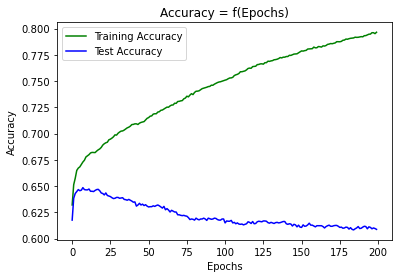 Accuracy = f(Epochs)
Training Accuracy
Test Accuracy
0.800
0.775
0.750
0.725
0.700
0.675
0.650
0.625
0.600
Accuracy
0 25 50 75 100 125 150 175 200
Epochs